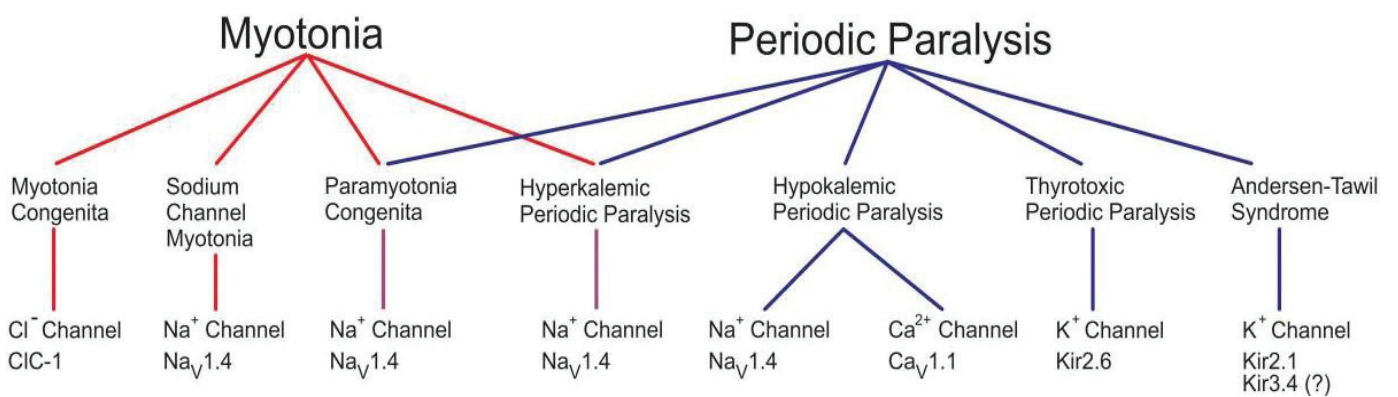 Myotonia
Periodic Paralysis
Myotonia
Congenita
Sodium
Channel
Myotonia
Paramyotonia
Congenita
Hyperkalemic
Periodic Paralysis
Hypokalemic
Periodic Paralysis
Thyrotoxic
Periodic Paralysis
Andersen-Tawil
Syndrome
Cl⁻ Channel
ClC-1
Na⁺ Channel
NaV1.4
Na⁺ Channel
NaV1.4
Na⁺ Channel
NaV1.4
Na⁺ Channel
NaV1.4
Ca²⁺ Channel
CaV1.1
K⁺ Channel
Kir2.6
K⁺ Channel
Kir2.1
Kir3.4 (?)